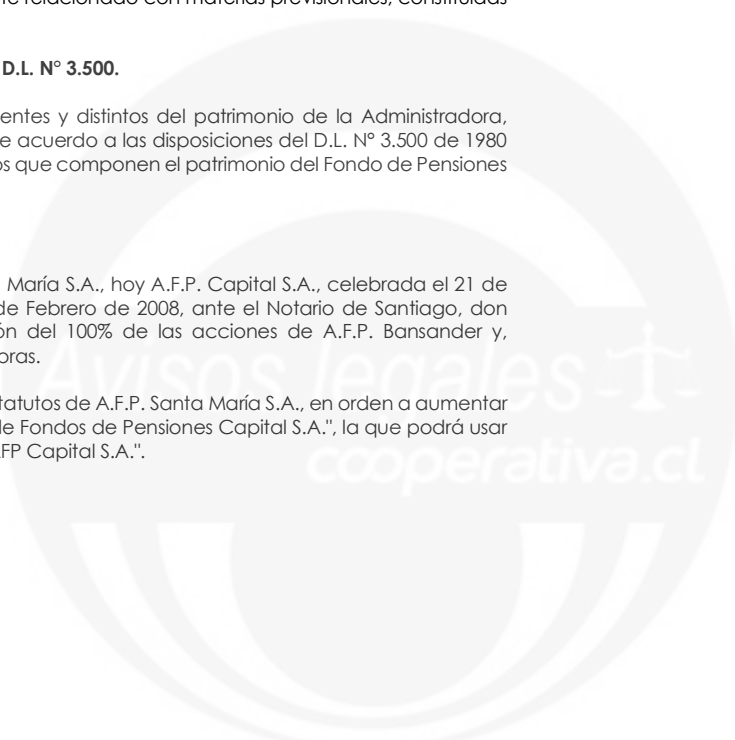 te relacionado con materias previsionales, constituidas
D.L. N° 3.500.
entes y distintos del patrimonio de la Administradora,
e acuerdo a las disposiciones del D.L. N° 3.500 de 1980
os que componen el patrimonio del Fondo de Pensiones
María S.A., hoy A.F.P. Capital S.A., celebrada el 21 de
de Febrero de 2008, ante el Notario de Santiago, don
ón del 100% de las acciones de A.F.P. Bansander y,
oras.
tatutos de A.F.P. Santa María S.A., en orden a aumentar
de Fondos de Pensiones Capital S.A.", la que podrá usar
FP Capital S.A.".
Avisos legales
cooperativa.cl